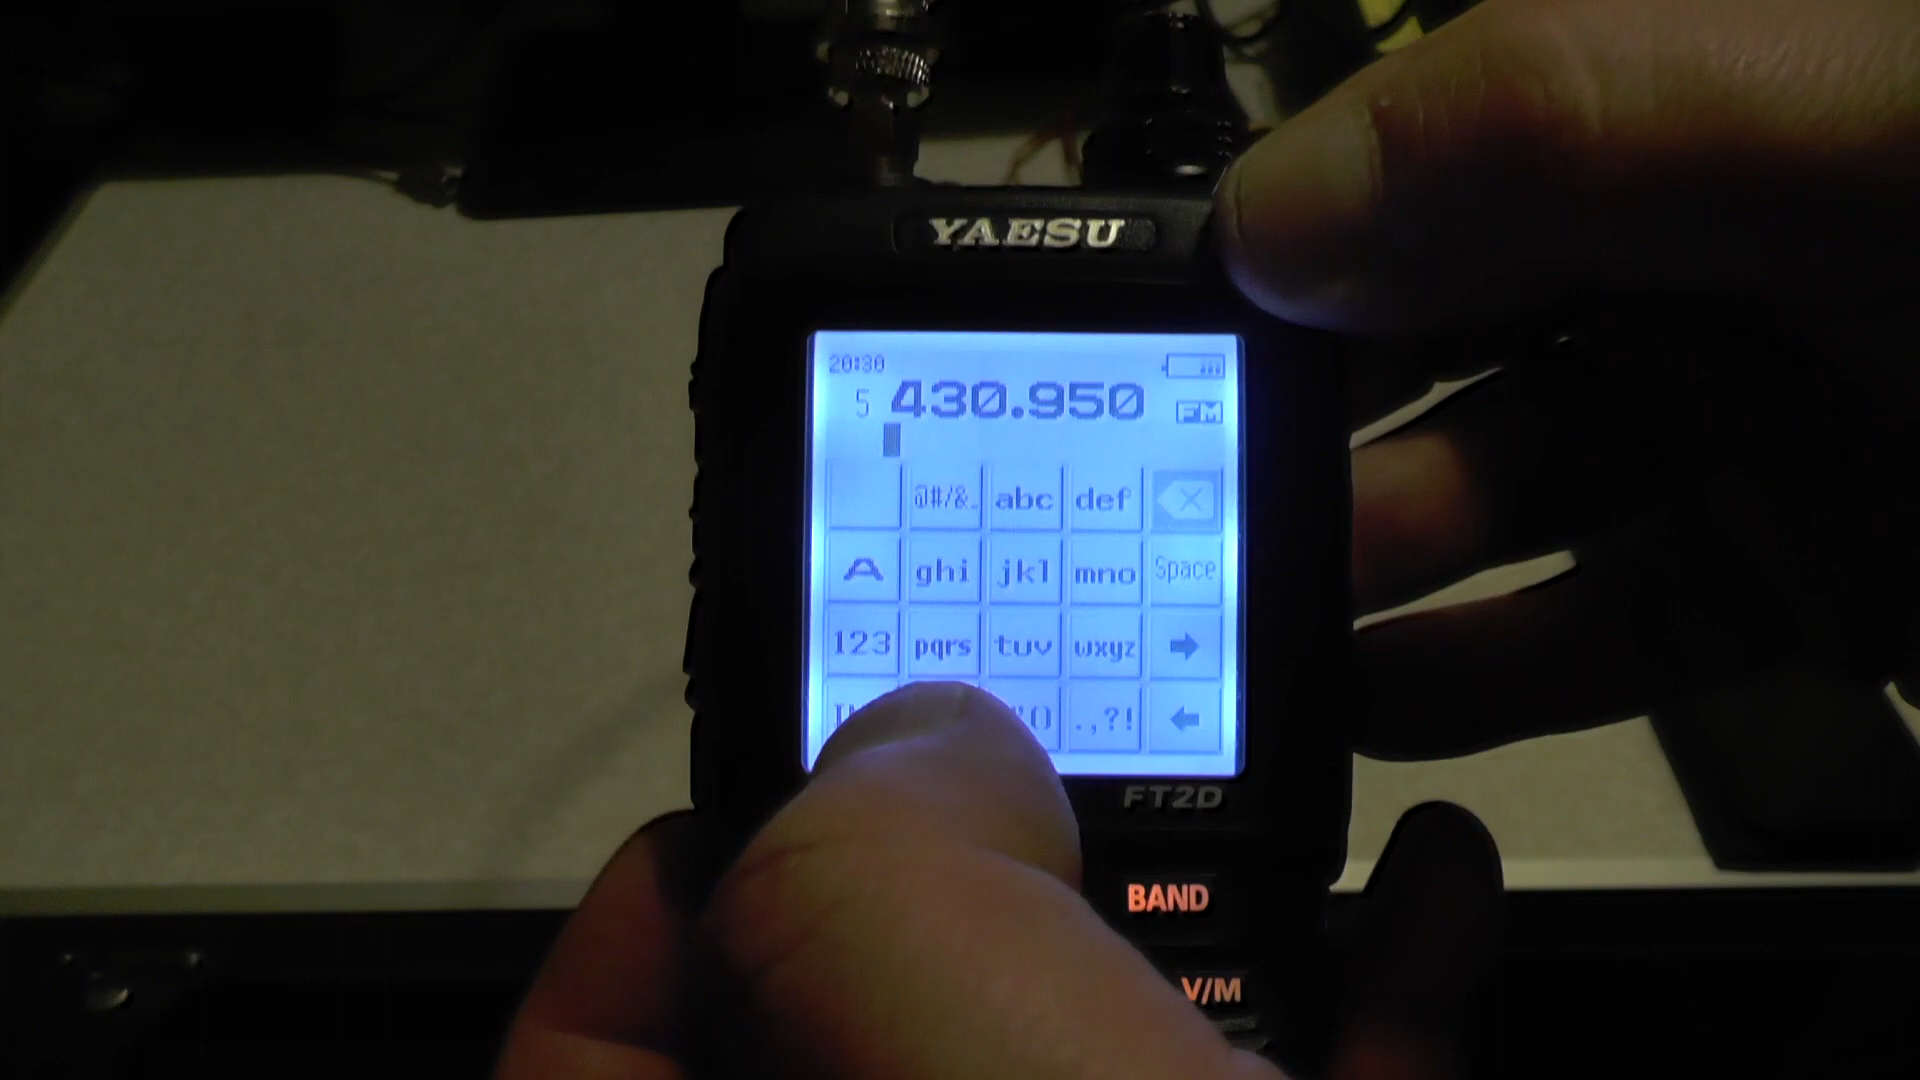 YAESU
20:30
5 430.950 FM
@#/&_ abc def
A ghi jkl mno Space
123 pqrs tuv wxyz
"() .,?!
FT2D
BAND
V/M